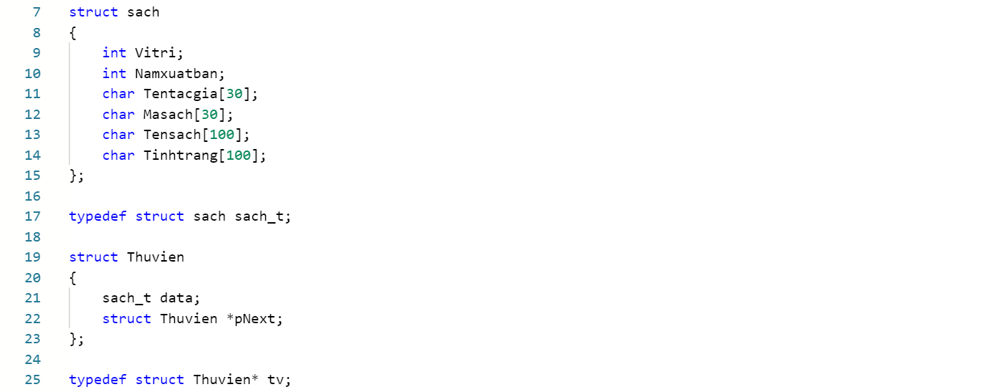 7 struct sach
8 {
9     int Vitri;
10     int Namxuatban;
11     char Tentacgia[30];
12     char Masach[30];
13     char Tensach[100];
14     char Tinhtrang[100];
15 };
16
17 typedef struct sach sach_t;
18
19 struct Thuvien
20 {
21     sach_t data;
22     struct Thuvien *pNext;
23 };
24
25 typedef struct Thuvien* tv;